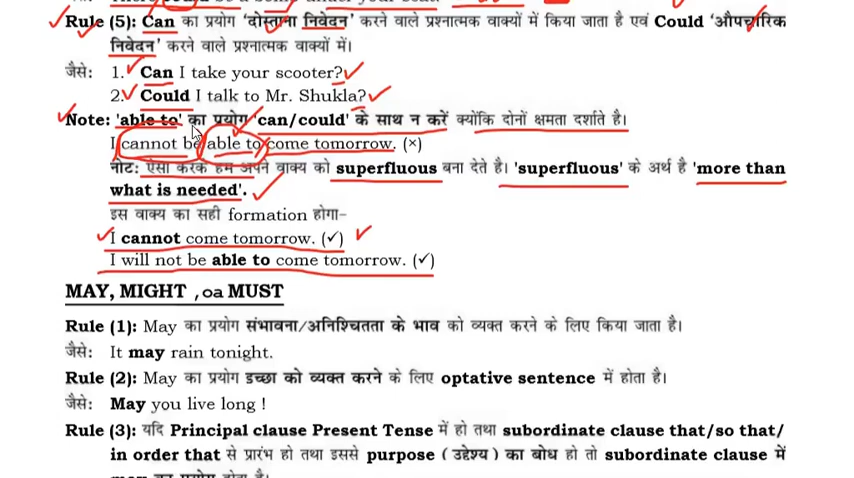 Rule (5): Can का प्रयोग 'दोस्ताना निवेदन' करने वाले प्रश्नात्मक वाक्यों में किया जाता है एवं Could 'औपचारिक
निवेदन' करने वाले प्रश्नात्मक वाक्यों में।
जैसे: 1. Can I take your scooter?
2. Could I talk to Mr. Shukla?
Note: 'able to' का प्रयोग 'can/could' के साथ न करें क्योंकि दोनों क्षमता दर्शाते है।
I cannot be able to come tomorrow. (×)
नोट: ऐसा करके हम अपने वाक्य को superfluous बना देते है। 'superfluous' के अर्थ है 'more than
what is needed'.
इस वाक्य का सही formation होगा-
I cannot come tomorrow. (✓)
I will not be able to come tomorrow. (✓)
MAY, MIGHT ,oa MUST
Rule (1): May का प्रयोग संभावना/अनिश्चितता के भाव को व्यक्त करने के लिए किया जाता है।
जैसे: It may rain tonight.
Rule (2): May का प्रयोग इच्छा को व्यक्त करने के लिए optative sentence में होता है।
जैसे: May you live long !
Rule (3): यदि Principal clause Present Tense में हो तथा subordinate clause that/so that/
in order that से प्रारंभ हो तथा इससे purpose (उद्देश्य) का बोध हो तो subordinate clause में